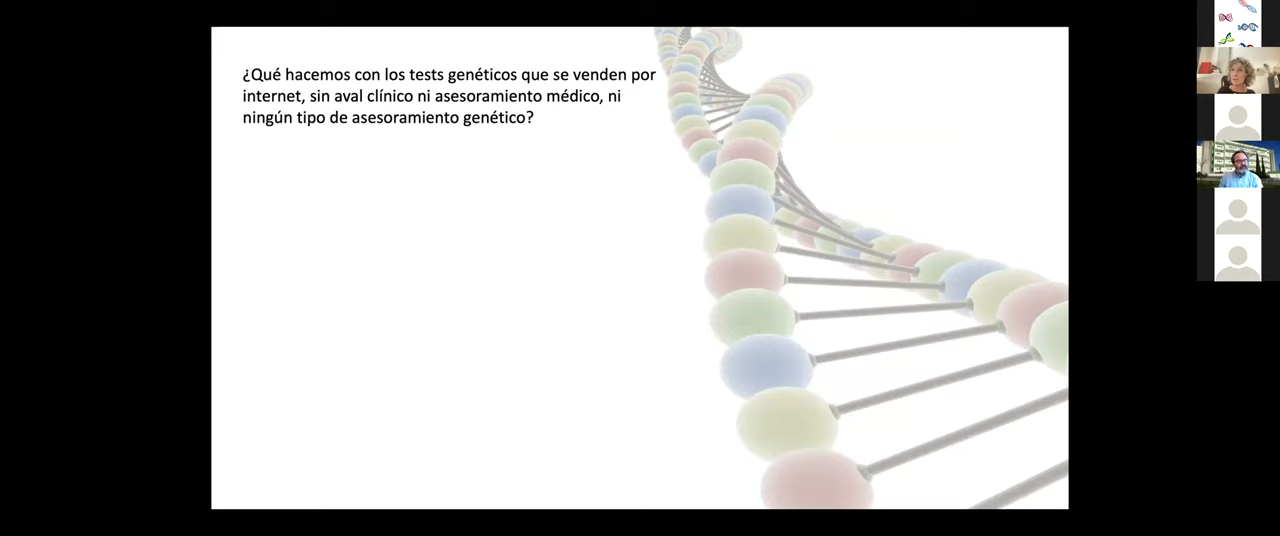 ¿Qué hacemos con los tests genéticos que se venden por
internet, sin aval clínico ni asesoramiento médico, ni
ningún tipo de asesoramiento genético?